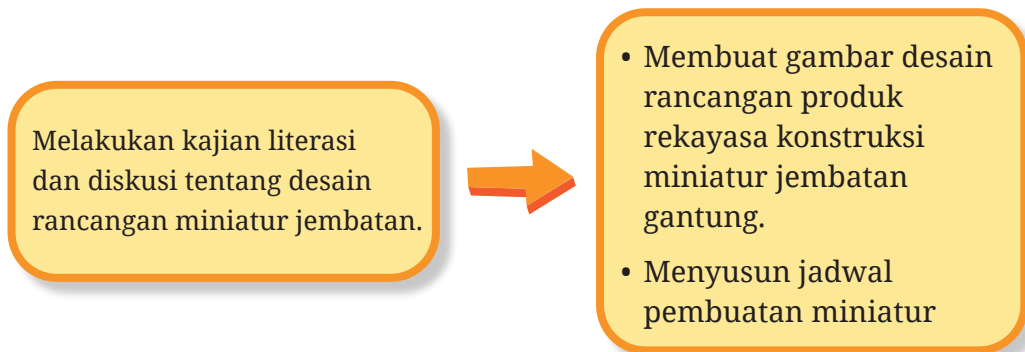 Melakukan kajian literasi
dan diskusi tentang desain
rancangan miniatur jembatan.
• Membuat gambar desain
rancangan produk
rekayasa konstruksi
miniatur jembatan
gantung.
• Menyusun jadwal
pembuatan miniatur